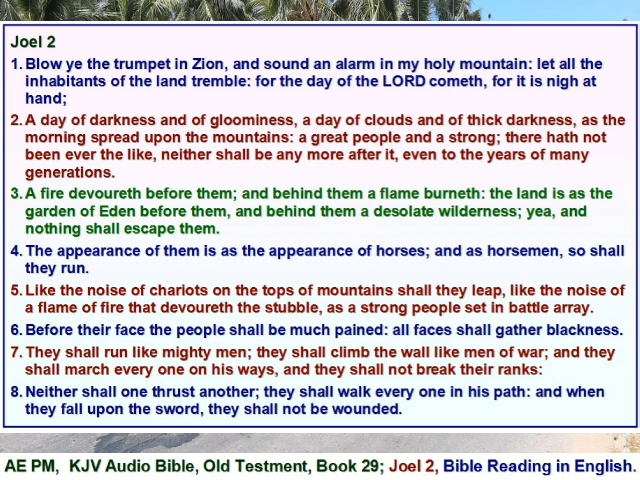 Joel 2
1. Blow ye the trumpet in Zion, and sound an alarm in my holy mountain: let all the
inhabitants of the land tremble: for the day of the LORD cometh, for it is nigh at
hand;
2. A day of darkness and of gloominess, a day of clouds and of thick darkness, as the
morning spread upon the mountains: a great people and a strong; there hath not
been ever the like, neither shall be any more after it, even to the years of many
generations.
3. A fire devoureth before them; and behind them a flame burneth: the land is as the
garden of Eden before them, and behind them a desolate wilderness; yea, and
nothing shall escape them.
4. The appearance of them is as the appearance of horses; and as horsemen, so shall
they run.
5. Like the noise of chariots on the tops of mountains shall they leap, like the noise of
a flame of fire that devoureth the stubble, as a strong people set in battle array.
6. Before their face the people shall be much pained: all faces shall gather blackness.
7. They shall run like mighty men; they shall climb the wall like men of war; and they
shall march every one on his ways, and they shall not break their ranks:
8. Neither shall one thrust another; they shall walk every one in his path: and when
they fall upon the sword, they shall not be wounded.
AE PM, KJV Audio Bible, Old Testment, Book 29; Joel 2, Bible Reading in English.